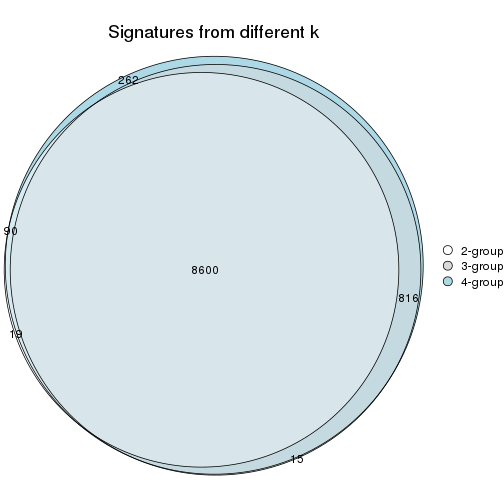 Signatures from different k
262
90
8600
816
19
15
2-group
3-group
4-group